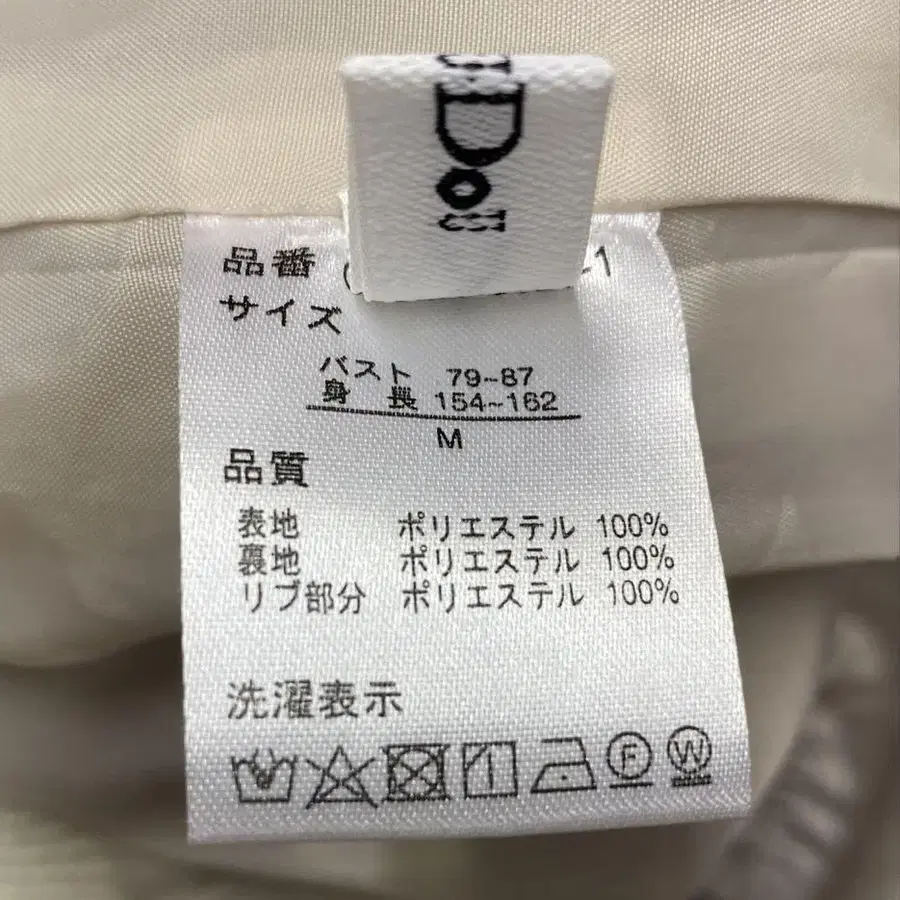 Do
品番 -1
サイズ
バスト 79~87
身長 154~162
M
品質
表地 ポリエステル 100%
裏地 ポリエステル 100%
リブ部分 ポリエステル 100%
洗濯表示
F W